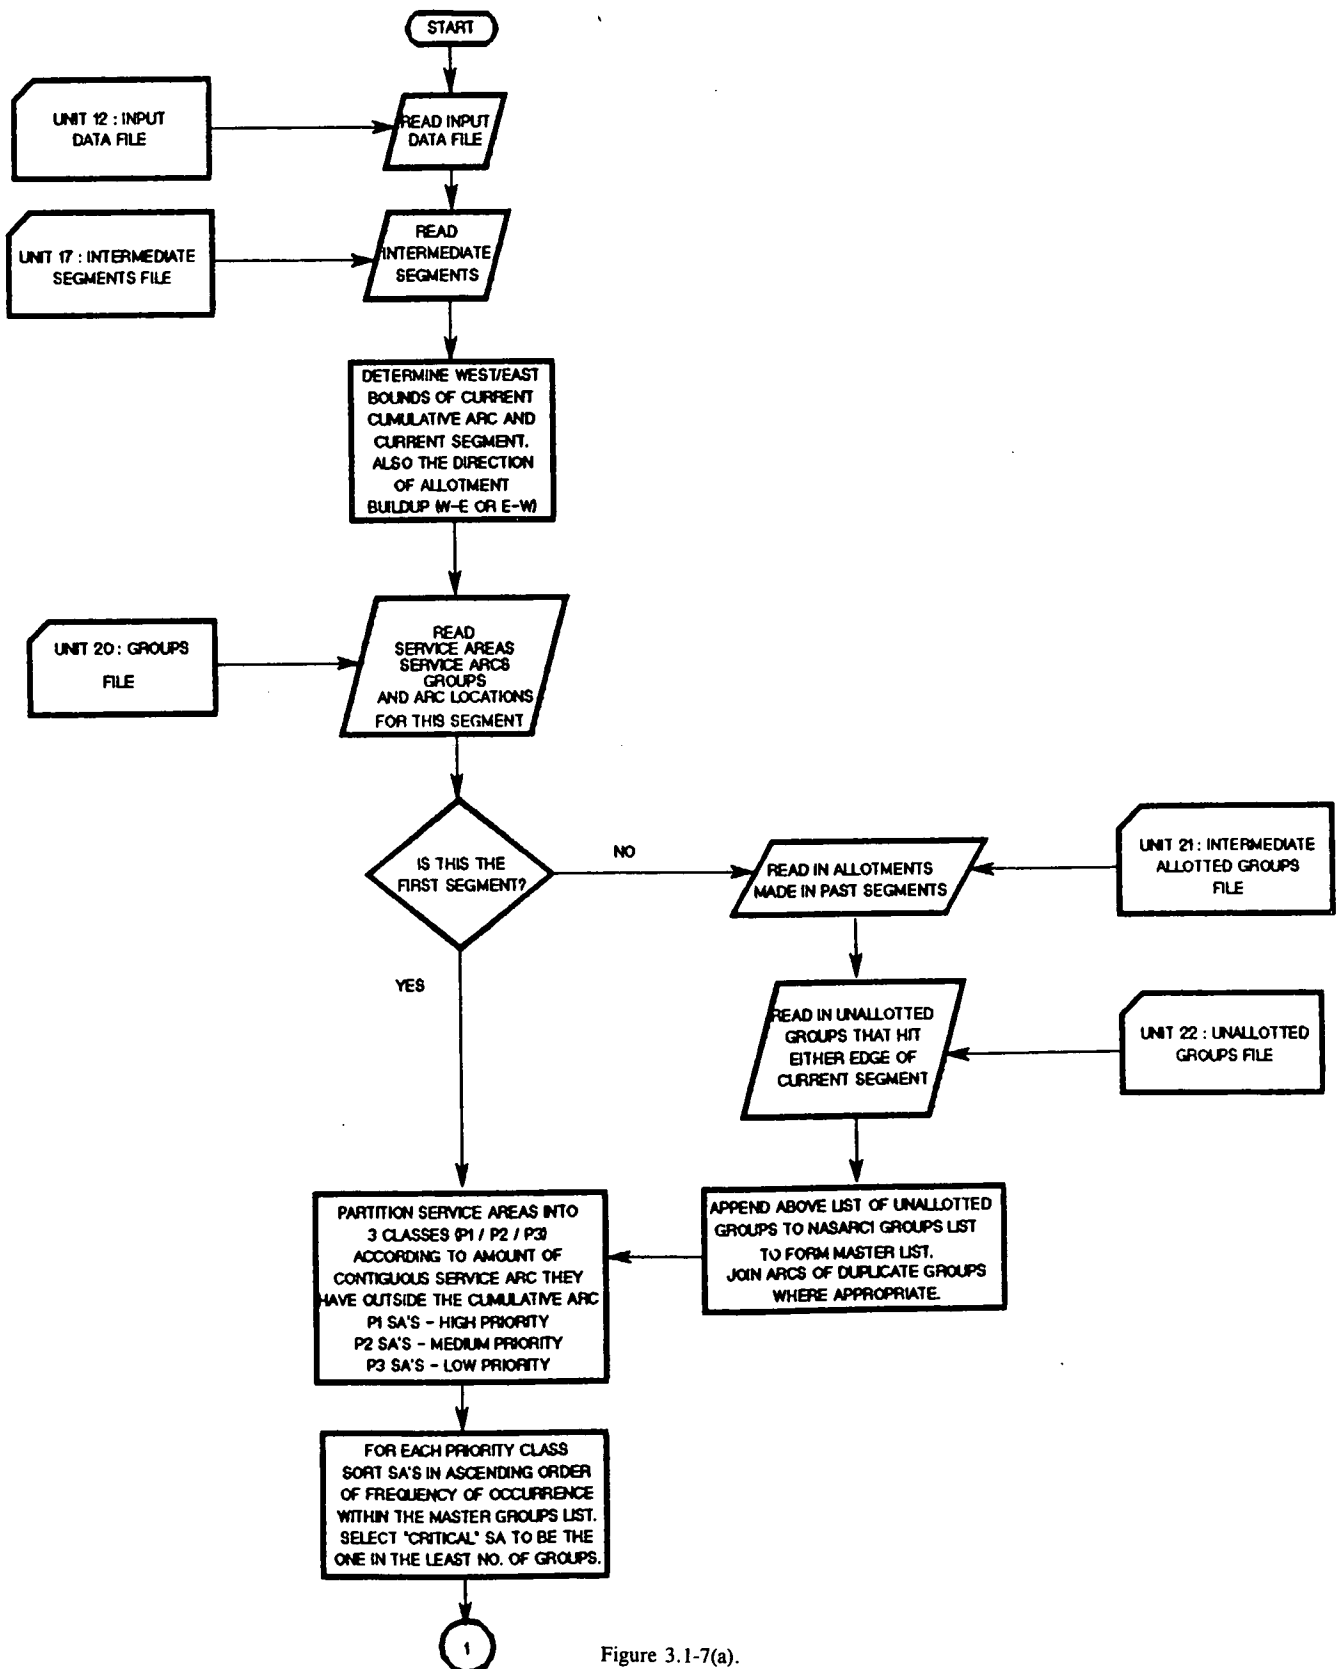 START
UNIT 12 : INPUT
DATA FILE
READ INPUT
DATA FILE
UNIT 17 : INTERMEDIATE
SEGMENTS FILE
READ
INTERMEDIATE
SEGMENTS
DETERMINE WEST/EAST
BOUNDS OF CURRENT
CUMULATIVE ARC AND
CURRENT SEGMENT.
ALSO THE DIRECTION
OF ALLOTMENT
BUILDUP (W-E OR E-W)
UNIT 20 : GROUPS
FILE
READ
SERVICE AREAS
SERVICE ARCS
GROUPS
AND ARC LOCATIONS
FOR THIS SEGMENT
IS THIS THE
FIRST SEGMENT?
NO
YES
READ IN ALLOTMENTS
MADE IN PAST SEGMENTS
UNIT 21 : INTERMEDIATE
ALLOTTED GROUPS
FILE
READ IN UNALLOTTED
GROUPS THAT HIT
EITHER EDGE OF
CURRENT SEGMENT
UNIT 22 : UNALLOTTED
GROUPS FILE
APPEND ABOVE LIST OF UNALLOTTED
GROUPS TO NASARC1 GROUPS LIST
TO FORM MASTER LIST.
JOIN ARCS OF DUPLICATE GROUPS
WHERE APPROPRIATE.
PARTITION SERVICE AREAS INTO
3 CLASSES (P1 / P2 / P3)
ACCORDING TO AMOUNT OF
CONTIGUOUS SERVICE ARC THEY
HAVE OUTSIDE THE CUMULATIVE ARC
P1 SA'S - HIGH PRIORITY
P2 SA'S - MEDIUM PRIORITY
P3 SA'S - LOW PRIORITY
FOR EACH PRIORITY CLASS
SORT SA'S IN ASCENDING ORDER
OF FREQUENCY OF OCCURRENCE
WITHIN THE MASTER GROUPS LIST.
SELECT "CRITICAL" SA TO BE THE
ONE IN THE LEAST NO. OF GROUPS.
1
Figure 3.1-7(a).